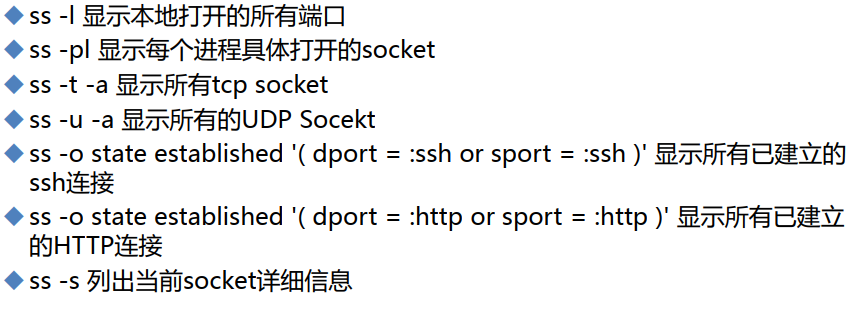 ss -l 显示本地打开的所有端口
ss -pl 显示每个进程具体打开的socket
ss -t -a 显示所有tcp socket
ss -u -a 显示所有的UDP Socekt
ss -o state established '( dport = :ssh or sport = :ssh )' 显示所有已建立的
ssh连接
ss -o state established '( dport = :http or sport = :http )' 显示所有已建立
的HTTP连接
ss -s 列出当前socket详细信息